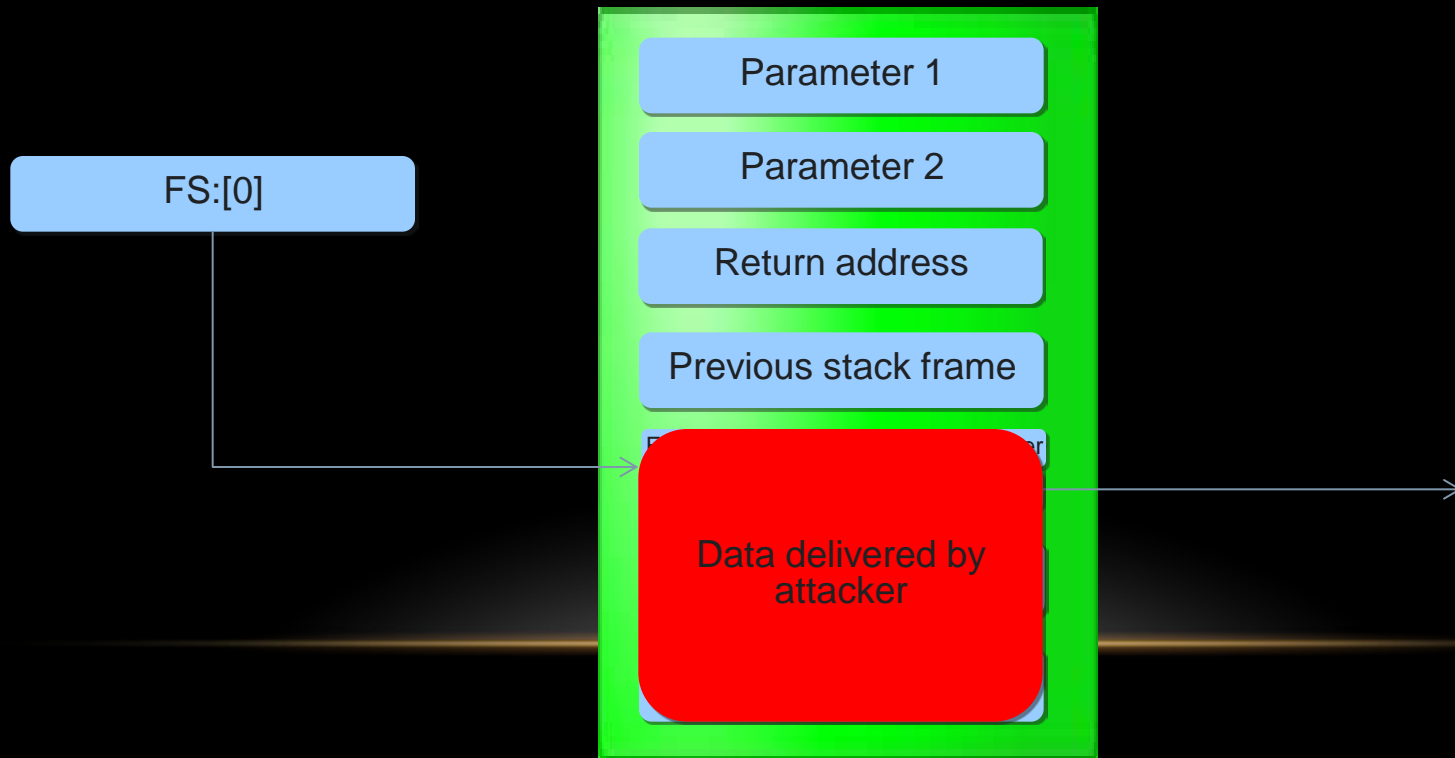 Parameter 1
Parameter 2
FS:[0]
Return address
Previous stack frame
Data delivered by
attacker